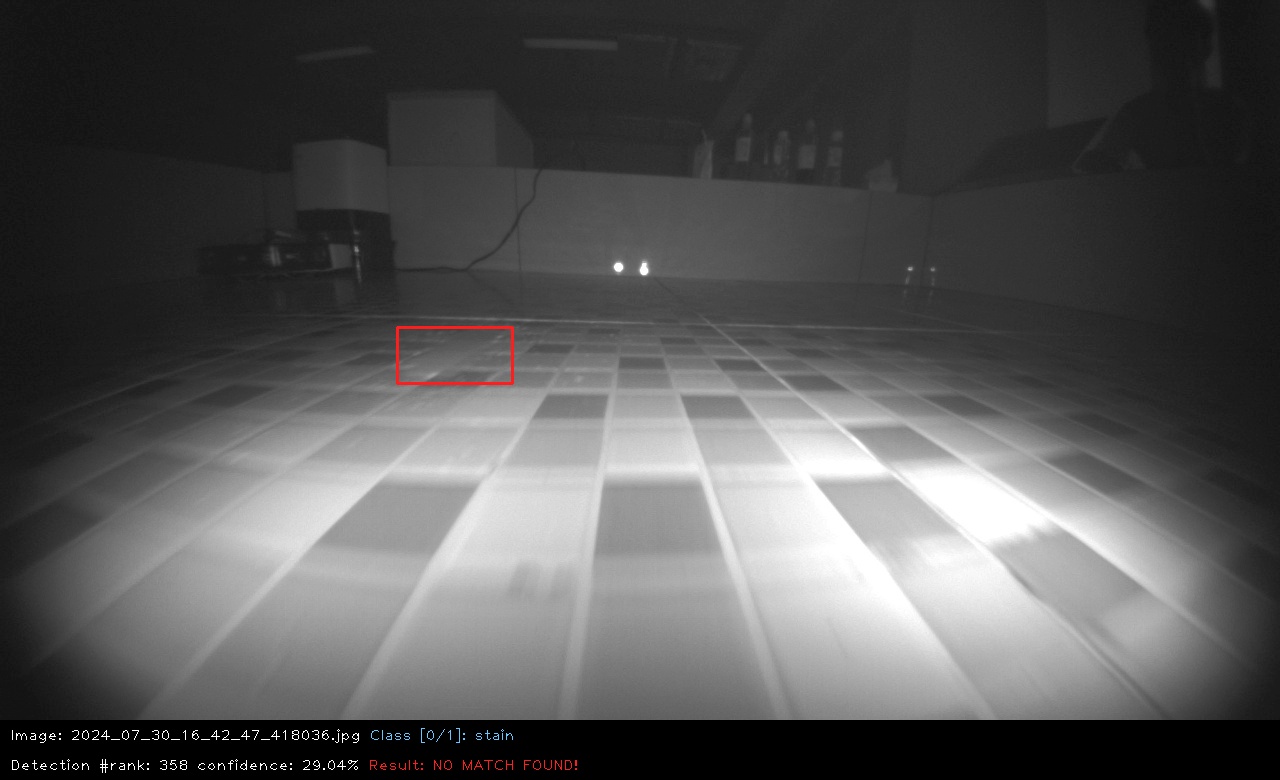 Image: 2024_07_30_16_42_47_418036.jpg Class [0/1]: stain
Detection #rank: 358 confidence: 29.04% Result: NO MATCH FOUND!